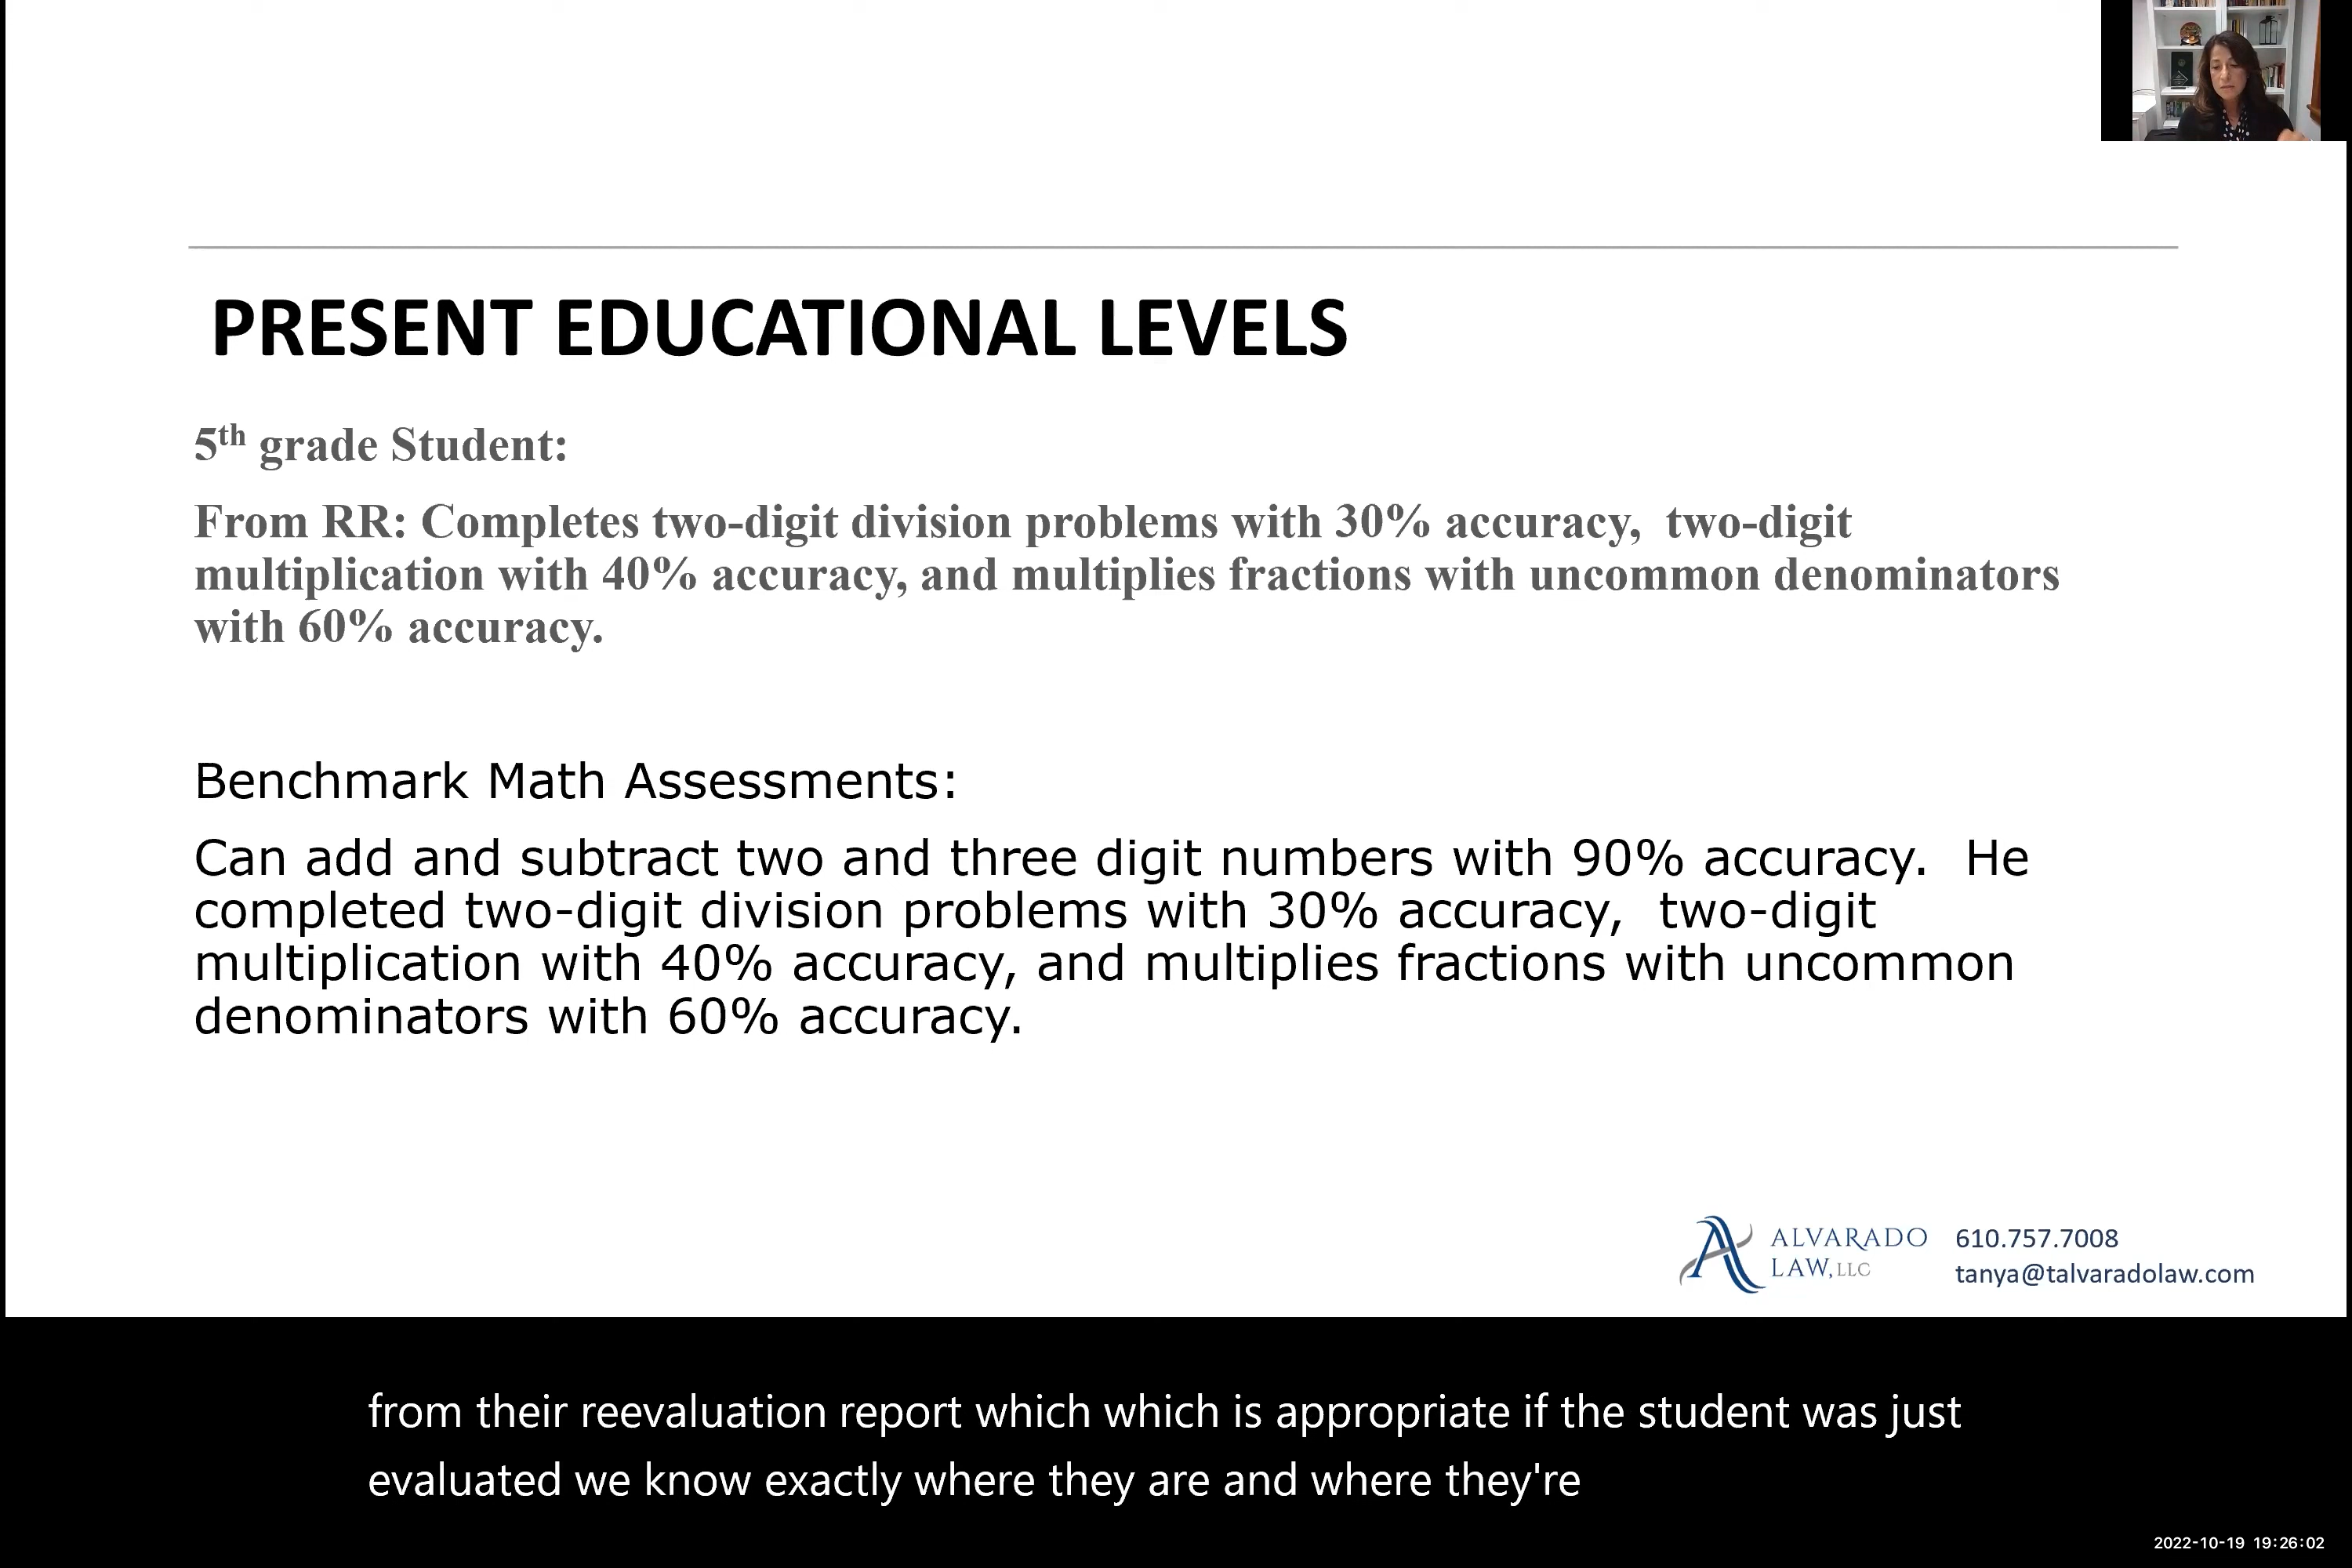 PRESENT EDUCATIONAL LEVELS
5th grade Student:
From RR: Completes two-digit division problems with 30% accuracy,  two-digit
multiplication with 40% accuracy, and multiplies fractions with uncommon denominators
with 60% accuracy.
Benchmark Math Assessments:
Can add and subtract two and three digit numbers with 90% accuracy.  He
completed two-digit division problems with 30% accuracy,  two-digit
multiplication with 40% accuracy, and multiplies fractions with uncommon
denominators with 60% accuracy.
ALVARADO
LAW, LLC
610.757.7008
tanya@talvaradolaw.com
from their reevaluation report which which is appropriate if the student was just
evaluated we know exactly where they are and where they're
2022-10-19 19:26:02